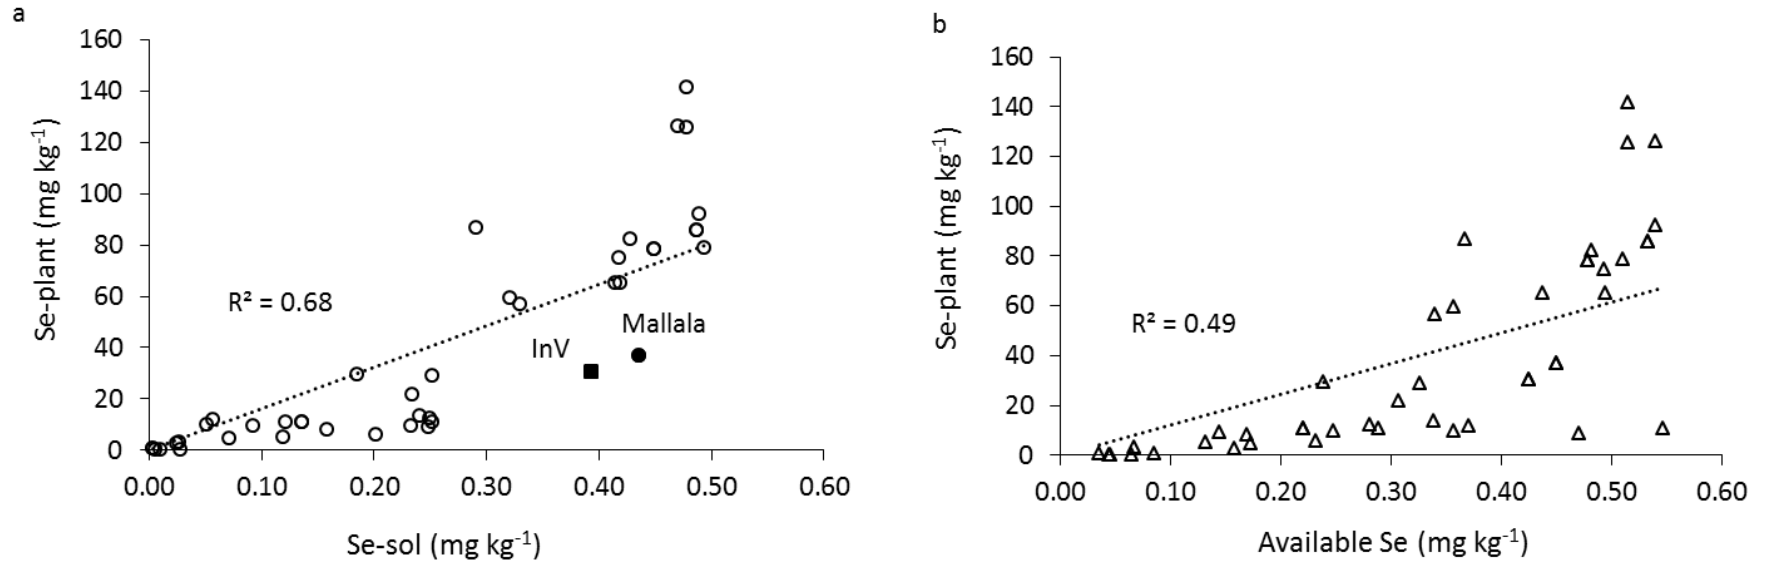 a
160
140
120
100
80
60
40
20
0
Se-plant (mg kg⁻¹)
R² = 0.68
InV
Mallala
0.00 0.10 0.20 0.30 0.40 0.50 0.60
Se-sol (mg kg⁻¹)
b
160
140
120
100
80
60
40
20
0
Se-plant (mg kg⁻¹)
R² = 0.49
0.00 0.10 0.20 0.30 0.40 0.50 0.60
Available Se (mg kg⁻¹)